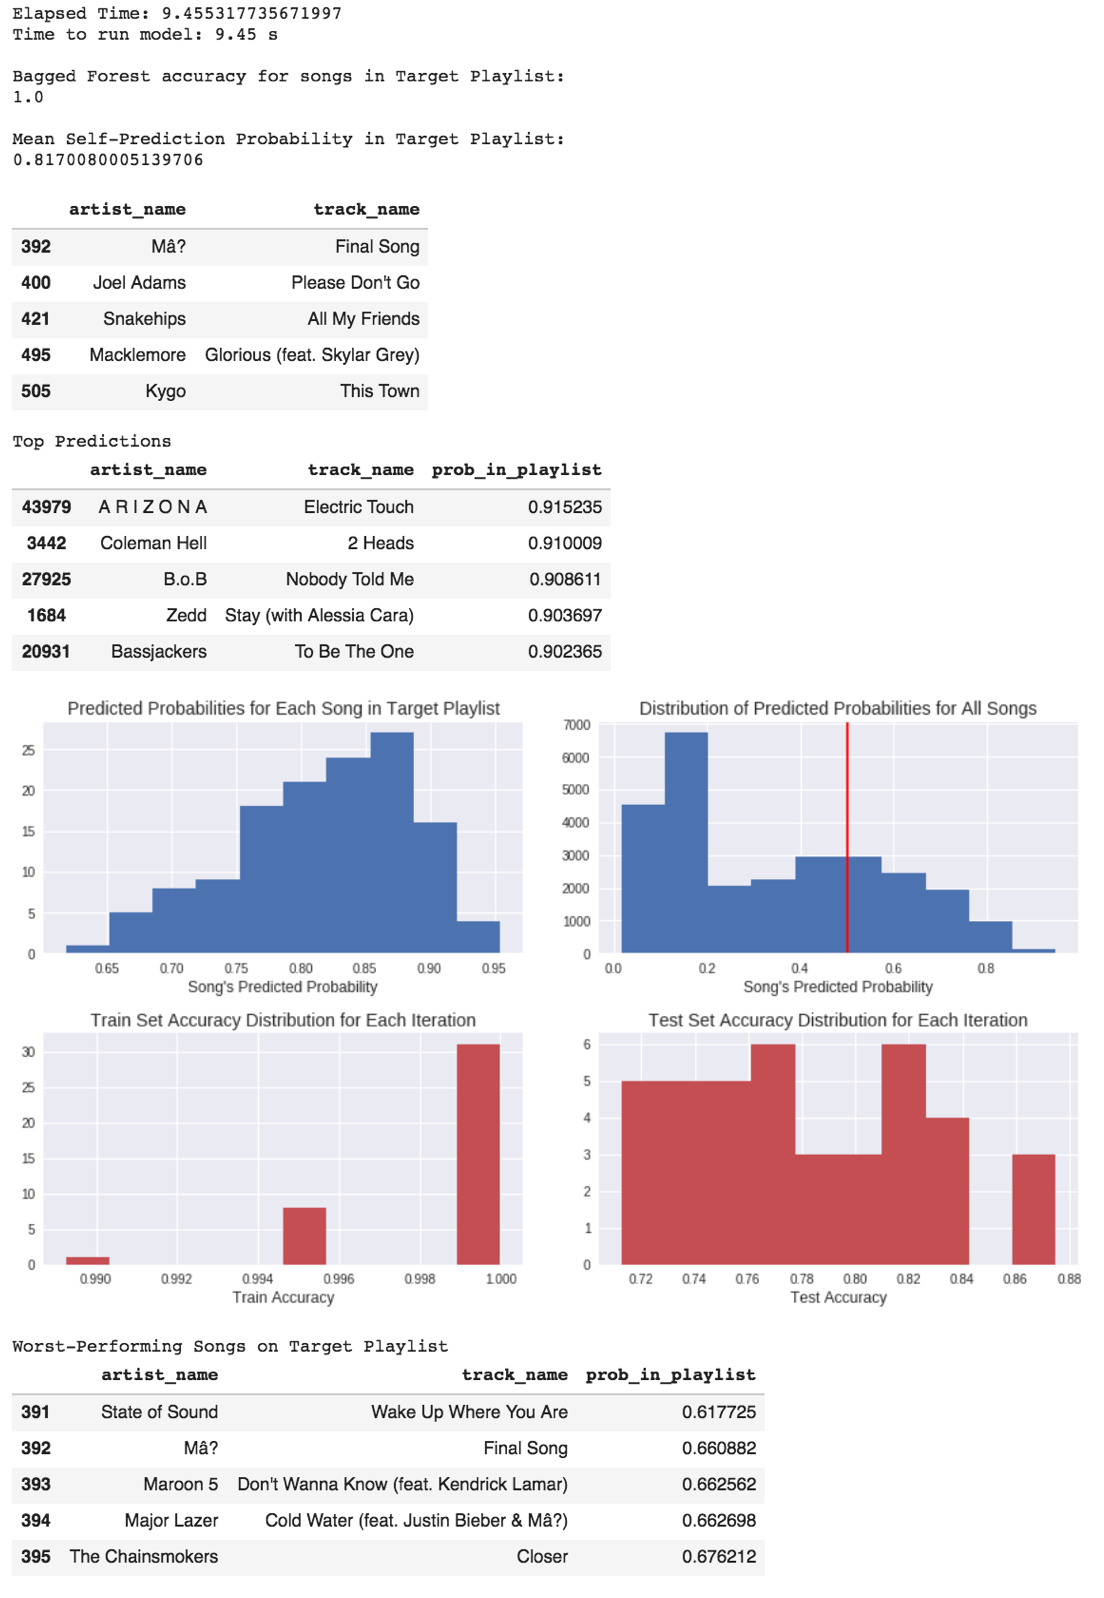 Elapsed Time: 9.455317735671997
Time to run model: 9.45 s
Bagged Forest accuracy for songs in Target Playlist:
1.0
Mean Self-Prediction Probability in Target Playlist:
0.8170080005139706
artist_name track_name
392 Mâ? Final Song
400 Joel Adams Please Don't Go
421 Snakehips All My Friends
495 Macklemore Glorious (feat. Skylar Grey)
505 Kygo This Town
Top Predictions
artist_name track_name prob_in_playlist
43979 A R I Z O N A Electric Touch 0.915235
3442 Coleman Hell 2 Heads 0.910009
27925 B.o.B Nobody Told Me 0.908611
1684 Zedd Stay (with Alessia Cara) 0.903697
20931 Bassjackers To Be The One 0.902365
Predicted Probabilities for Each Song in Target Playlist
25
20
15
10
5
0
0.65 0.70 0.75 0.80 0.85 0.90 0.95
Song's Predicted Probability
Distribution of Predicted Probabilities for All Songs
7000
6000
5000
4000
3000
2000
1000
0
0.0 0.2 0.4 0.6 0.8
Song's Predicted Probability
Train Set Accuracy Distribution for Each Iteration
30
25
20
15
10
5
0
0.990 0.992 0.994 0.996 0.998 1.000
Train Accuracy
Test Set Accuracy Distribution for Each Iteration
6
5
4
3
2
1
0
0.72 0.74 0.76 0.78 0.80 0.82 0.84 0.86 0.88
Test Accuracy
Worst-Performing Songs on Target Playlist
artist_name track_name prob_in_playlist
391 State of Sound Wake Up Where You Are 0.617725
392 Mâ? Final Song 0.660882
393 Maroon 5 Don't Wanna Know (feat. Kendrick Lamar) 0.662562
394 Major Lazer Cold Water (feat. Justin Bieber & Mâ?) 0.662698
395 The Chainsmokers Closer 0.676212